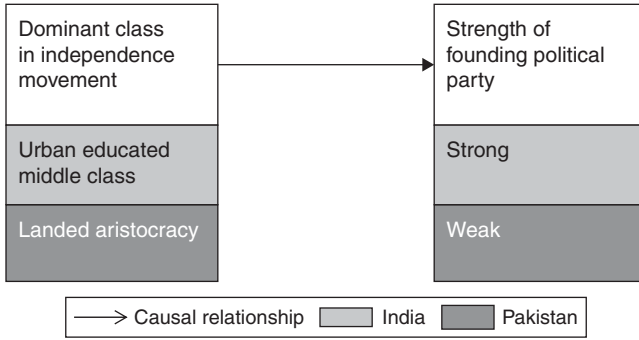 Dominant class
in independence
movement
Strength of
founding political
party
Urban educated
middle class
Strong
Landed aristocracy
Weak
Causal relationship India Pakistan